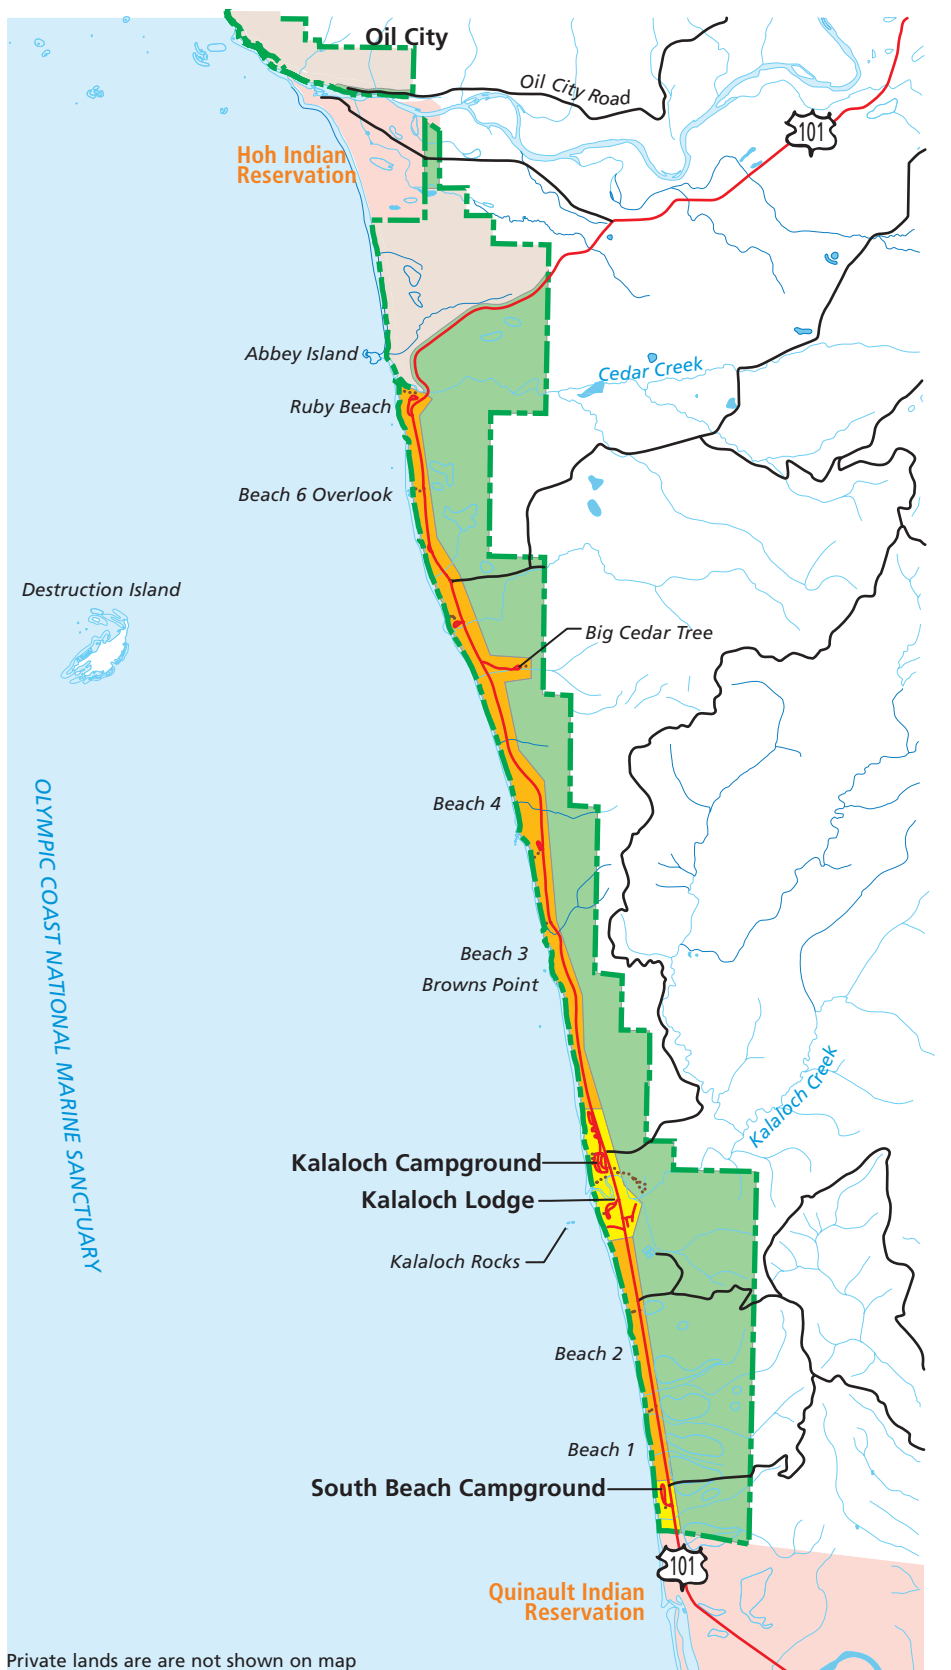 Oil City
Oil City Road
101
Hoh Indian
Reservation
Abbey Island
Cedar Creek
Ruby Beach
Beach 6 Overlook
Destruction Island
Big Cedar Tree
OLYMPIC COAST NATIONAL MARINE SANCTUARY
Beach 4
Beach 3
Browns Point
Kalaloch Creek
Kalaloch Campground
Kalaloch Lodge
Kalaloch Rocks
Beach 2
Beach 1
South Beach Campground
101
Quinault Indian
Reservation
Private lands are are not shown on map